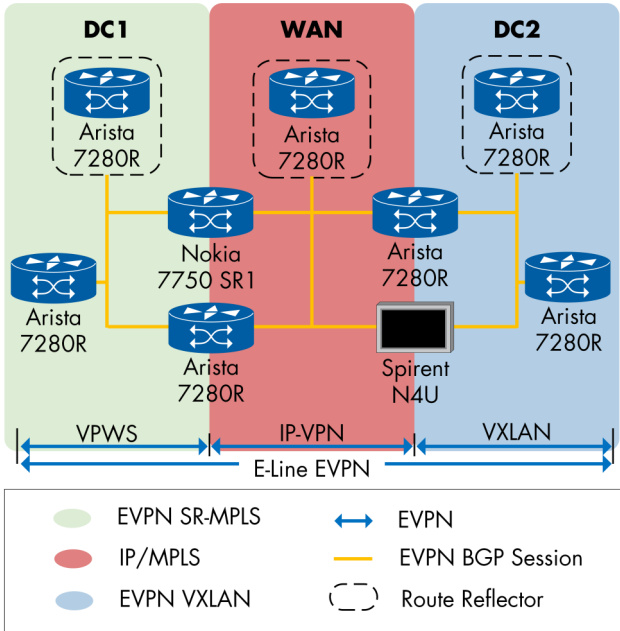 DC1
WAN
DC2
Arista
7280R
Arista
7280R
Arista
7280R
Nokia
7750 SR1
Arista
7280R
Arista
7280R
Arista
7280R
Arista
7280R
Spirent
N4U
VPWS
IP-VPN
VXLAN
E-Line EVPN
EVPN SR-MPLS
EVPN
IP/MPLS
EVPN BGP Session
EVPN VXLAN
Route Reflector